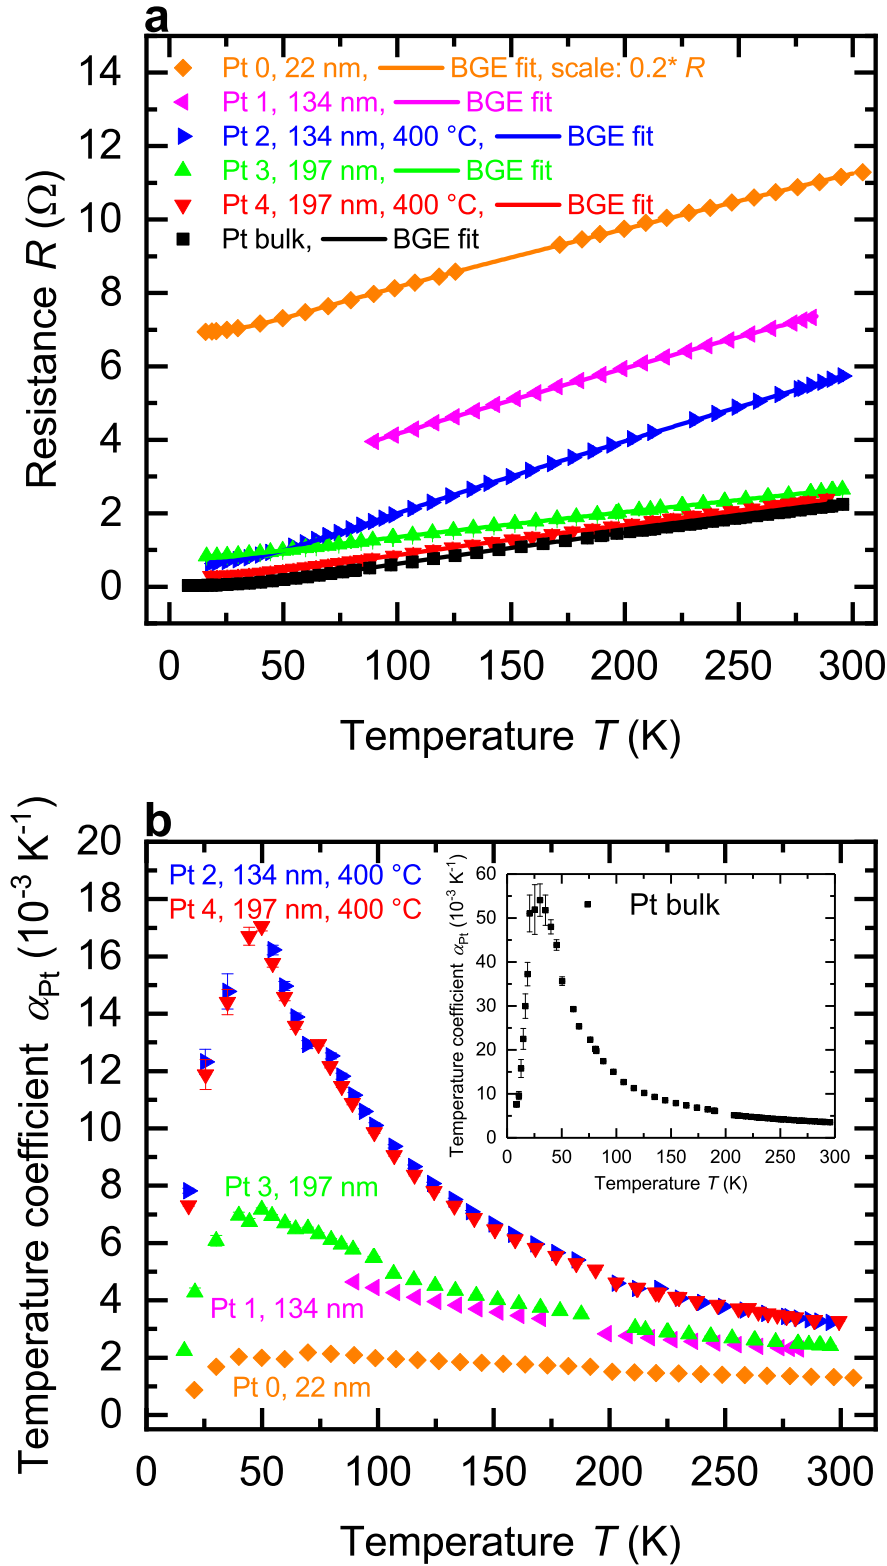 a
14
12
10
8
6
4
2
0
Resistance R (Ω)
Pt 0, 22 nm, BGE fit, scale: 0.2* R
Pt 1, 134 nm, BGE fit
Pt 2, 134 nm, 400 °C, BGE fit
Pt 3, 197 nm, BGE fit
Pt 4, 197 nm, 400 °C, BGE fit
Pt bulk, BGE fit
0 50 100 150 200 250 300
Temperature T (K)
b
20
18
16
14
12
10
8
6
4
2
0
Temperature coefficient αPt (10⁻³ K⁻¹)
Pt 2, 134 nm, 400 °C
Pt 4, 197 nm, 400 °C
Pt 3, 197 nm
Pt 1, 134 nm
Pt 0, 22 nm
60
50
40
30
20
10
0
Temperature coefficient αPt (10⁻³ K⁻¹)
Pt bulk
0 50 100 150 200 250 300
Temperature T (K)
0 50 100 150 200 250 300
Temperature T (K)